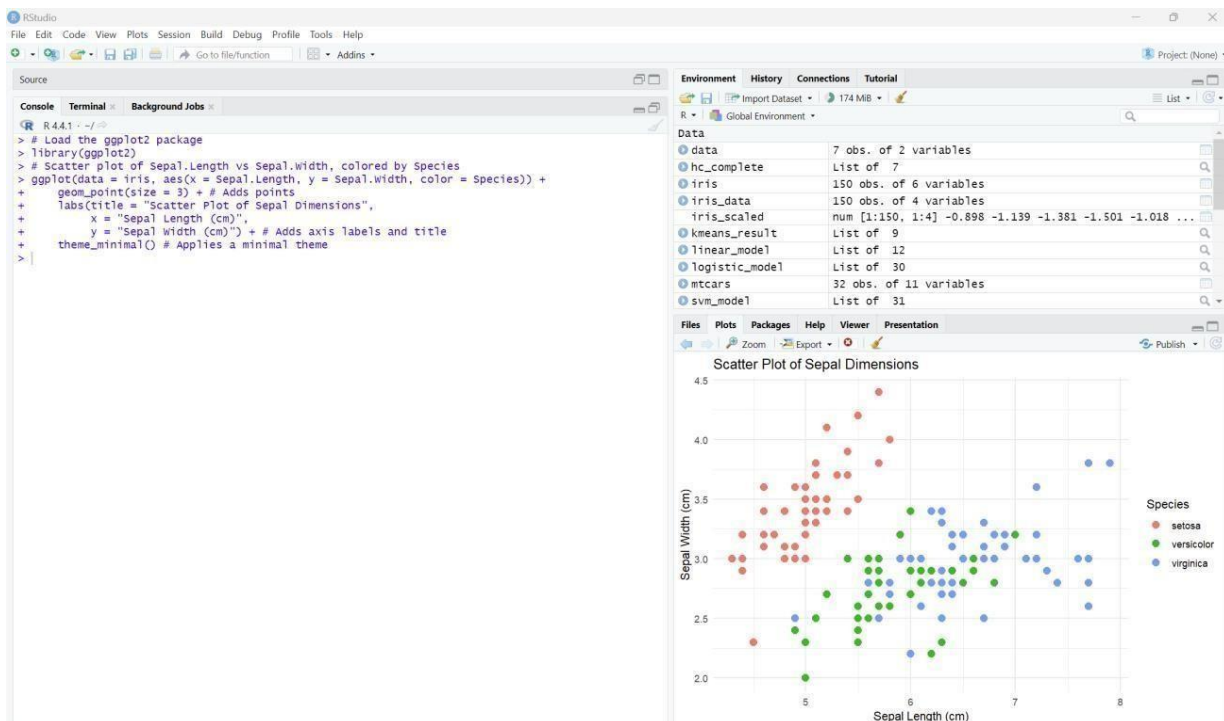 RStudio
File Edit Code View Plots Session Build Debug Profile Tools Help
Go to file/function Addins
Project: (None)
Source
Console Terminal Background Jobs
R 4.4.1 · ~/
> # Load the ggplot2 package
> library(ggplot2)
> # Scatter plot of Sepal.Length vs Sepal.Width, colored by Species
> ggplot(data = iris, aes(x = Sepal.Length, y = Sepal.Width, color = Species)) +
+     geom_point(size = 3) + # Adds points
+     labs(title = "Scatter Plot of Sepal Dimensions",
+          x = "Sepal Length (cm)",
+          y = "Sepal Width (cm)") + # Adds axis labels and title
+     theme_minimal() # Applies a minimal theme
>
Environment History Connections Tutorial
Import Dataset 174 MiB List
R Global Environment
Data
data 7 obs. of 2 variables
hc_complete List of 7
iris 150 obs. of 6 variables
iris_data 150 obs. of 4 variables
iris_scaled num [1:150, 1:4] -0.898 -1.139 -1.381 -1.501 -1.018 ...
kmeans_result List of 9
linear_model List of 12
logistic_model List of 30
mtcars 32 obs. of 11 variables
svm_model List of 31
Files Plots Packages Help Viewer Presentation
Zoom Export Publish
Scatter Plot of Sepal Dimensions
4.5
4.0
3.5
3.0
2.5
2.0
Sepal Width (cm)
5 6 7 8
Sepal Length (cm)
Species
setosa
versicolor
virginica